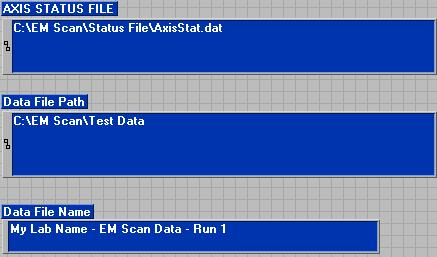 AXIS STATUS FILE
C:\EM Scan\Status File\AxisStat.dat
Data File Path
C:\EM Scan\Test Data
Data File Name
My Lab Name - EM Scan Data - Run 1